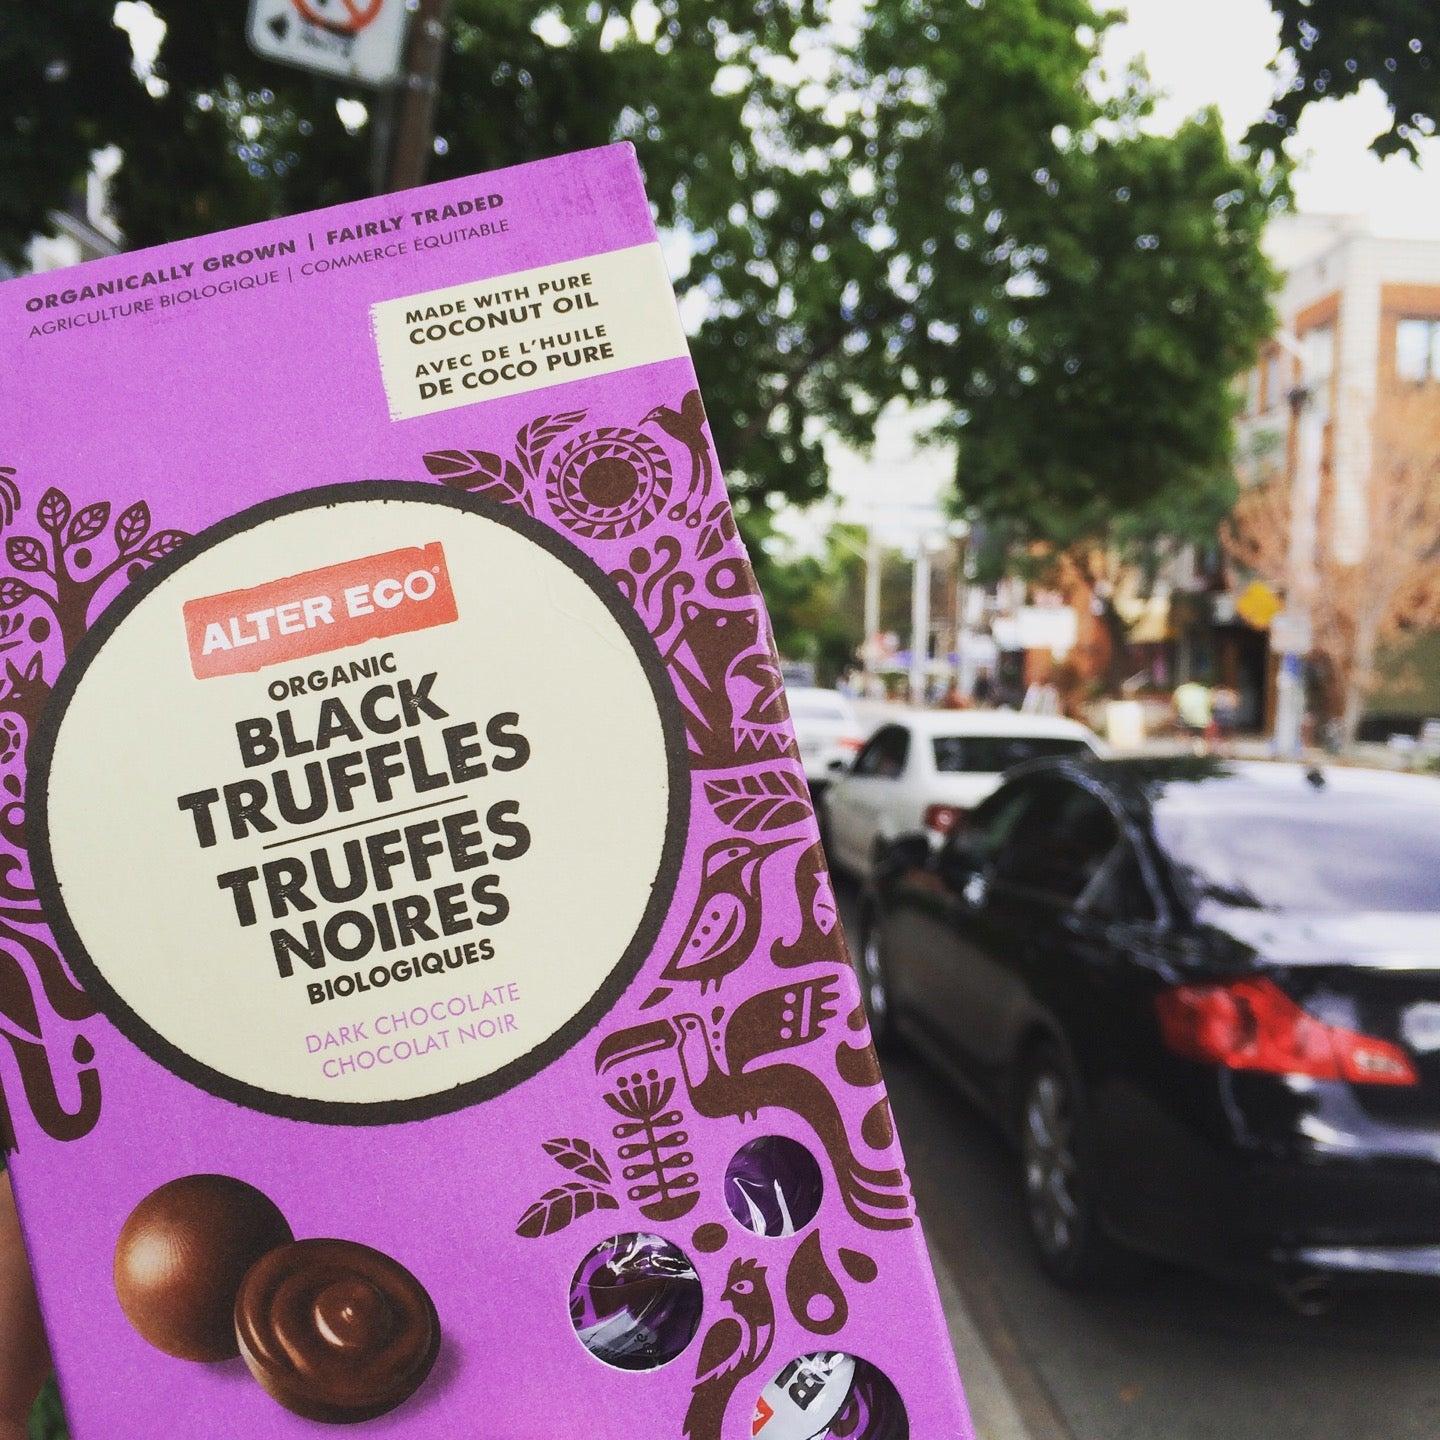 ORGANICALLY GROWN | FAIRLY TRADED
AGRICULTURE BIOLOGIQUE | COMMERCE ÉQUITABLE
MADE WITH PURE
COCONUT OIL
AVEC DE L'HUILE
DE COCO PURE
ALTER ECO
ORGANIC
BLACK
TRUFFLES
TRUFFES
NOIRES
BIOLOGIQUES
DARK CHOCOLATE
CHOCOLAT NOIR